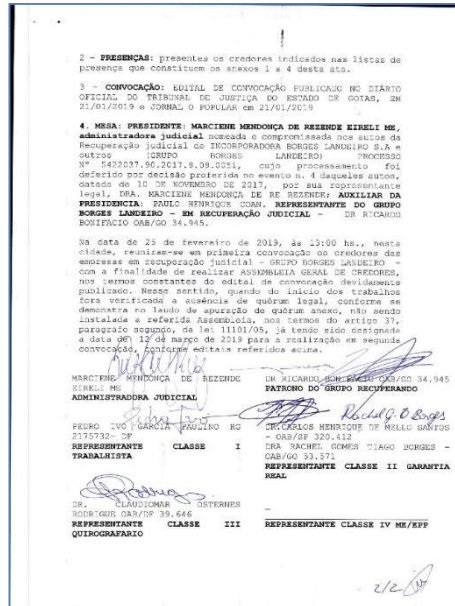 2 - PRESENÇAS: presentes os credores indicados nas listas de
presença que constituem os anexos 1 a 4 desta ata.
3 - CONVOCAÇÃO: EDITAL DE CONVOCAÇÃO PUBLICADO NO DIÁRIO
OFICIAL DO TRIBUNAL DE JUSTIÇA DO ESTADO DE GOIAS, EM
21/01/2019 e JORNAL O POPULAR em 21/01/2019
4. MESA: PRESIDENTE: MARCIENE MENDONÇA DE REZENDE EIRELI ME,
administradora judicial nomeada e compromissada nos autos da
Recuperação judicial de INCORPORADORA BORGES LANDEIRO S.A e
outros (GRUPO BORGES LANDEIRO) PROCESSO
Nº 5422037.90.2017.8.09.0051, cujo processamento foi
deferido por decisão proferida no evento n. 4 daqueles autos,
datada de 10 DE NOVEMBRO DE 2017, por sua representante
legal, DRA. MARCIENE MENDONÇA DE RE REZENDE; AUXILIAR DA
PRESIDENCIA: PAULO HENRIQUE COAN. REPRESENTANTE DO GRUPO
BORGES LANDEIRO - EM RECUPERAÇÃO JUDICIAL - DR RICARDO
BONIFACIO OAB/GO 34.945.
Na data de 25 de fevereiro de 2019, às 13:00 hs., nesta
cidade, reuniram-se em primeira convocação os credores das
empresas em recuperação judicial - GRUPO BORGES LANDEIRO -
com a finalidade de realizar ASSEMBLEIA GERAL DE CREDORES,
nos termos constantes do edital de convocação devidamente
publicado. Nesse sentido, quando do início dos trabalhos
fora verificada a ausência de quórum legal, conforme se
demonstra no laudo de apuração de quórum anexo, não sendo
instalada a referida Assembleia, nos termos do artigo 37,
paragrafo segundo, da lei 11101/05, já tendo sido designada
a data de 12 de março de 2019 para a realização em segunda
convocação, conforme editais referidos acima.
MARCIENE MENDONÇA DE REZENDE
EIRELI ME
ADMINISTRADORA JUDICIAL
DR RICARDO BONIFACIO OAB/GO 34.945
PATRONO DO GRUPO RECUPERANDO
PEDRO IVO GARCIA PAULINO RG
2175732- DF
REPRESENTANTE CLASSE I
TRABALHISTA
Rachel G. B Borges
DR.CARLOS HENRIQUE DE MELLO SANTOS
- OAB/SP 320.412
DRA RACHEL GOMES TIAGO BORGES -
OAB/GO 53.571
REPRESENTANTE CLASSE II GARANTIA
REAL
DR. CLAUDIOMAR OSTERNES
RODRIGUE OAB/DF 39.646
REPRESENTANTE CLASSE III
QUIROGRAFARIO
REPRESENTANTE CLASSE IV ME/EPP
2/2